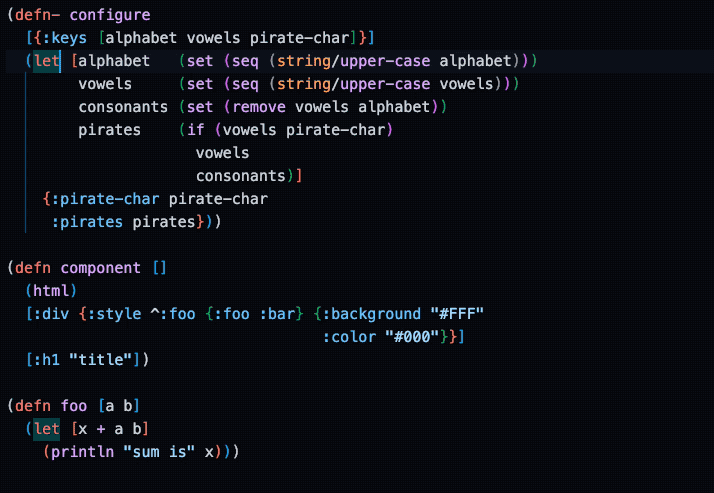 (defn- configure
  [{:keys [alphabet vowels pirate-char]}]
  (let [alphabet   (set (seq (string/upper-case alphabet)))
        vowels     (set (seq (string/upper-case vowels)))
        consonants (set (remove vowels alphabet))
        pirates    (if (vowels pirate-char)
                     vowels
                     consonants)]
    {:pirate-char pirate-char
     :pirates pirates}))

(defn component []
  (html)
  [:div {:style ^:foo {:foo :bar} {:background "#FFF"
                                   :color "#000"}}]
  [:h1 "title"])

(defn foo [a b]
  (let [x + a b]
    (println "sum is" x)))